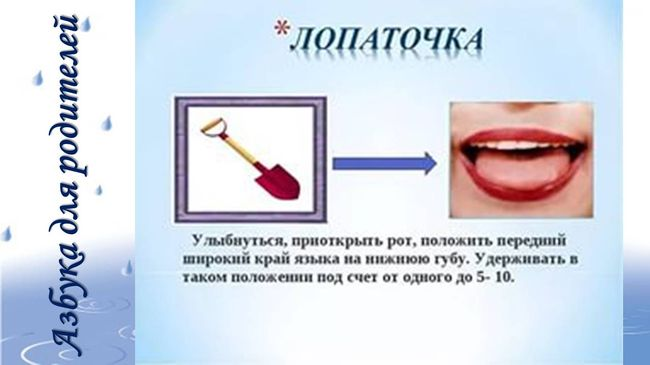 Азбука для родителей
*ЛОПАТОЧКА
Улыбнуться, приоткрыть рот, положить передний
широкий край языка на нижнюю губу. Удерживать в
таком положении под счет от одного до 5- 10.